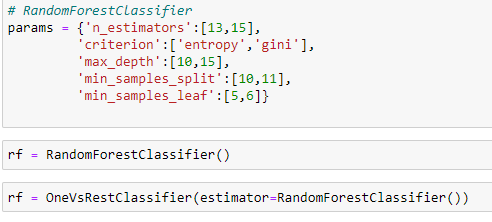 # RandomForestClassifier
params = {'n_estimators':[13,15],
'criterion':['entropy','gini'],
'max_depth':[10,15],
'min_samples_split':[10,11],
'min_samples_leaf':[5,6]}
rf = RandomForestClassifier()
rf = OneVsRestClassifier(estimator=RandomForestClassifier())